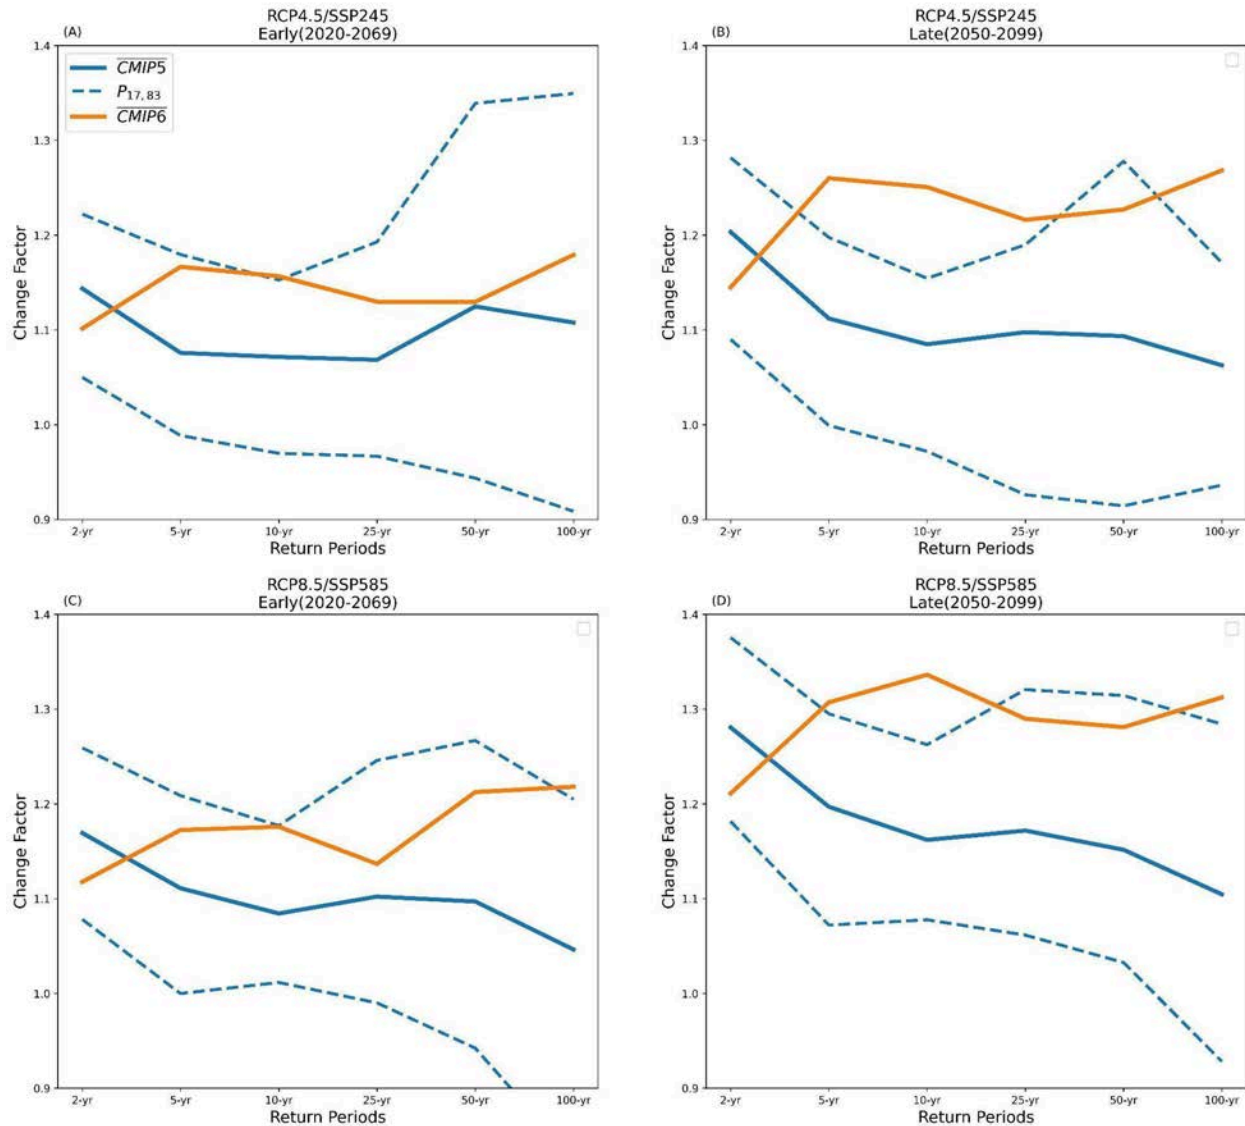 RCP4.5/SSP245
Early(2020-2069)
(A)
1.4
1.3
1.2
1.1
1.0
0.9
Change Factor
CMIP5
P17,83
CMIP6
2-yr 5-yr 10-yr 25-yr 50-yr 100-yr
Return Periods
RCP4.5/SSP245
Late(2050-2099)
(B)
1.4
1.3
1.2
1.1
1.0
0.9
Change Factor
2-yr 5-yr 10-yr 25-yr 50-yr 100-yr
Return Periods
RCP8.5/SSP585
Early(2020-2069)
(C)
1.4
1.3
1.2
1.1
1.0
0.9
Change Factor
2-yr 5-yr 10-yr 25-yr 50-yr 100-yr
Return Periods
RCP8.5/SSP585
Late(2050-2099)
(D)
1.4
1.3
1.2
1.1
1.0
0.9
Change Factor
2-yr 5-yr 10-yr 25-yr 50-yr 100-yr
Return Periods